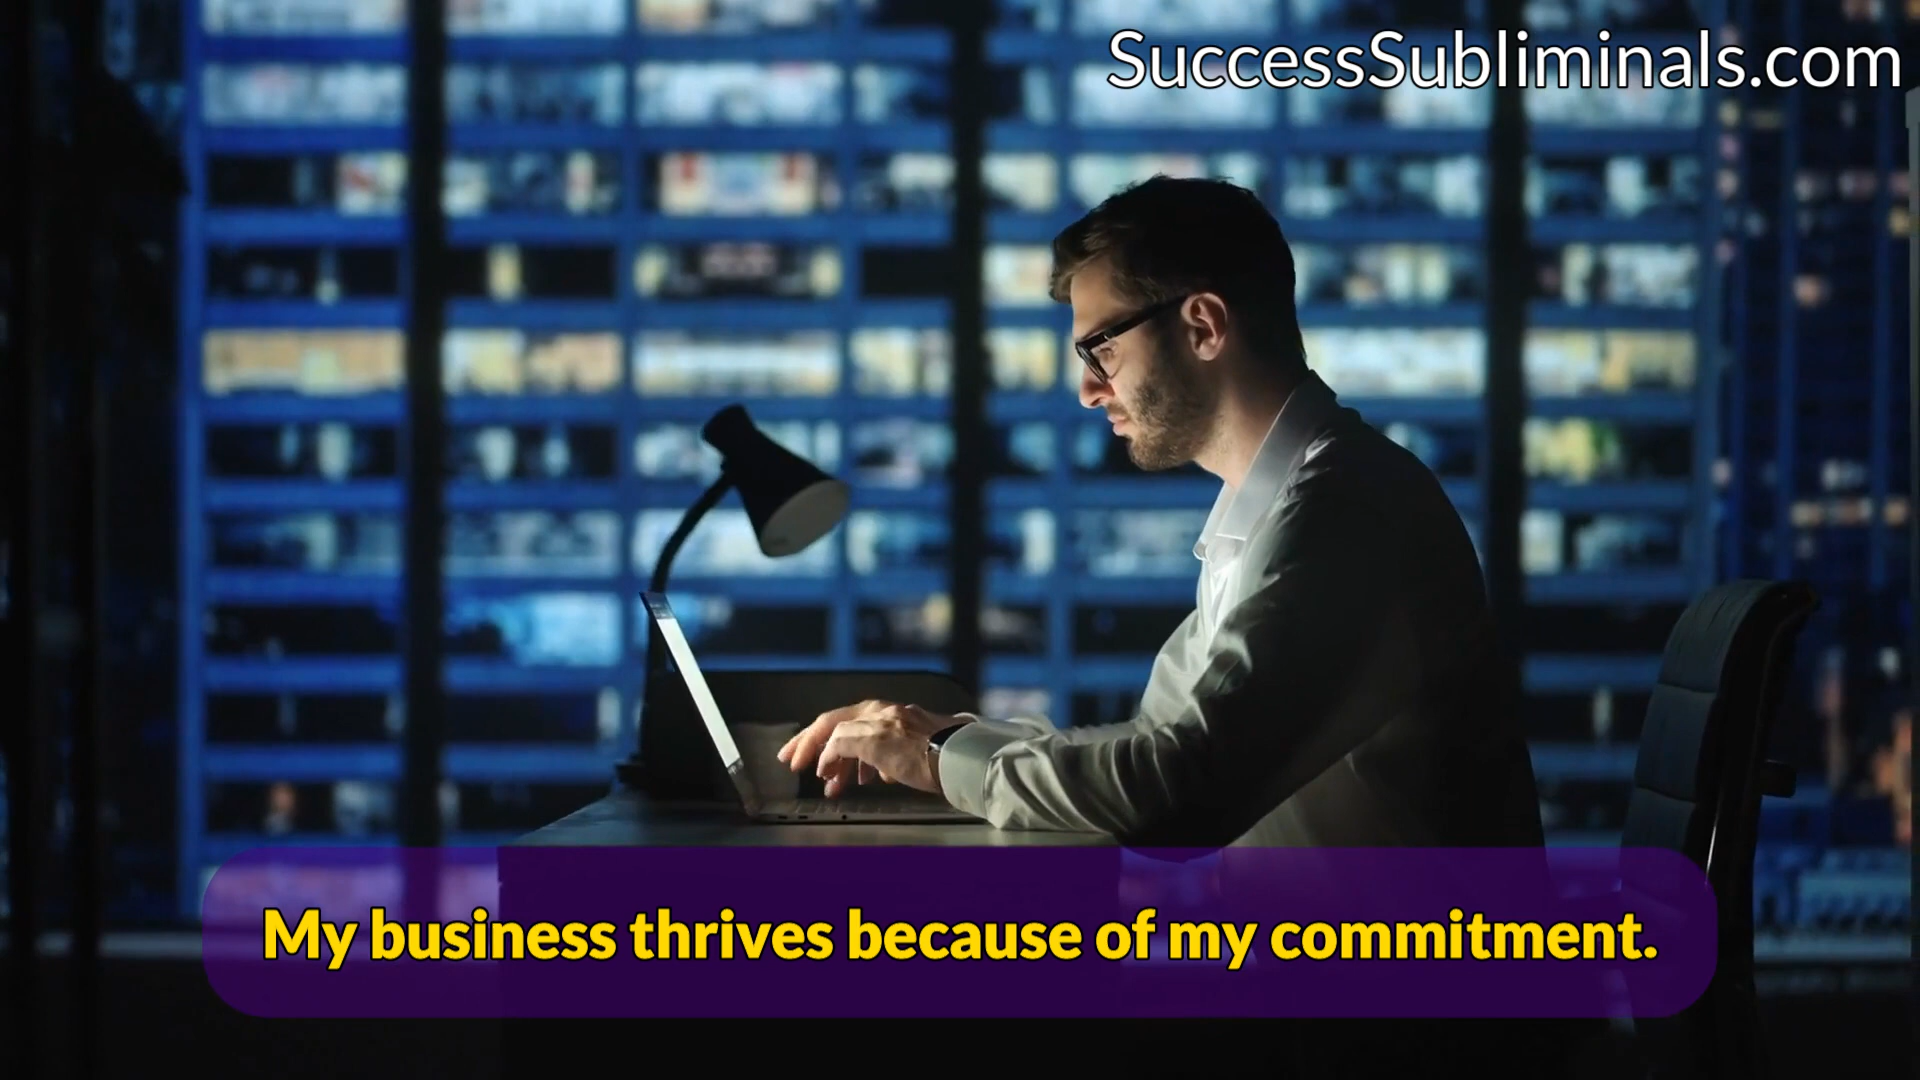 SuccessSubliminals.com
My business thrives because of my commitment.